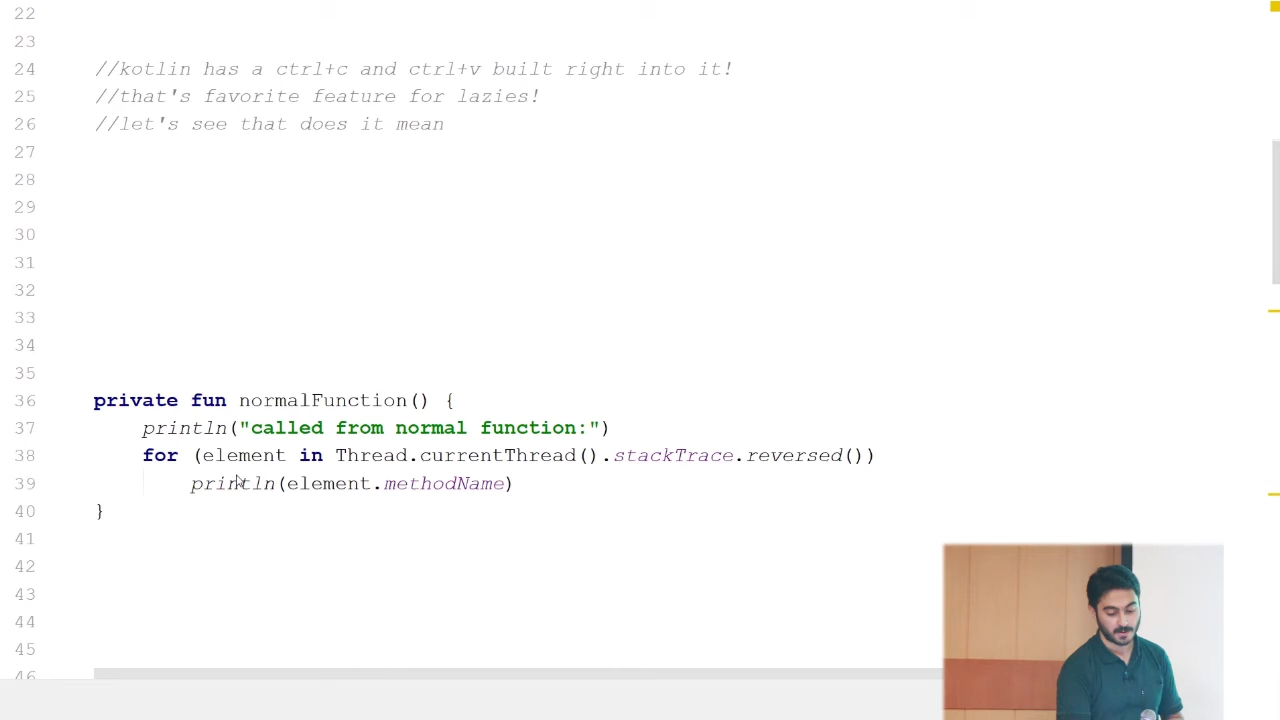 22
23
24 //kotlin has a ctrl+c and ctrl+v built right into it!
25 //that's favorite feature for lazies!
26 //let's see that does it mean
27
28
29
30
31
32
33
34
35
36 private fun normalFunction() {
37 println("called from normal function:")
38 for (element in Thread.currentThread().stackTrace.reversed())
39 println(element.methodName)
40 }
41
42
43
44
45
46